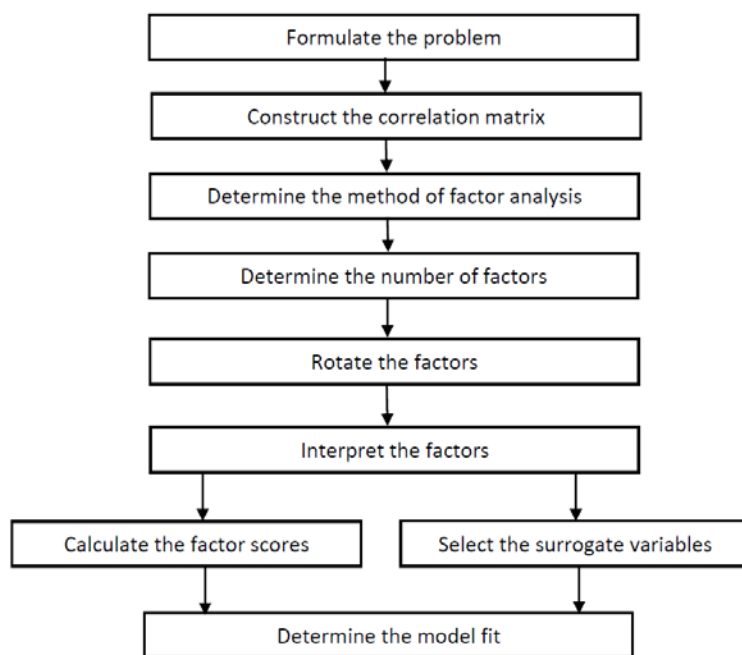 Formulate the problem
Construct the correlation matrix
Determine the method of factor analysis
Determine the number of factors
Rotate the factors
Interpret the factors
Calculate the factor scores
Select the surrogate variables
Determine the model fit